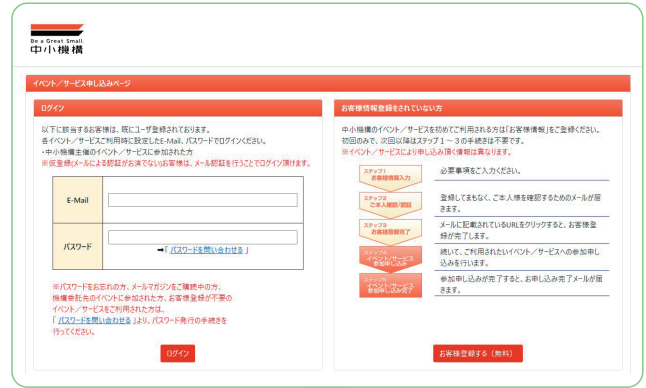 Be a Great Small.
中小機構
イベント／サービス申し込みページ
ログイン
以下に該当するお客様は、既にユーザ登録されております。
各イベント／サービスご利用時に設定したE-Mail、パスワードでログインください。
・中小機構主催のイベント／サービスに参加された方
※仮登録(メールによる認証がお済でない)お客様は、メール認証を行うことでログイン頂けます。
E-Mail
パスワード
➡「 パスワードを問い合わせる 」
※パスワードをお忘れの方、メールマガジンをご購読中の方、
機構委託先のイベントに参加された方、お客様登録が不要の
イベント／サービスをご利用された方は、
「 パスワードを問い合わせる 」より、パスワード発行の手続きを
行ってください。
ログイン
お客様情報登録をされていない方
中小機構のイベント／サービスを初めてご利用される方は「お客様情報」をご登録ください。
初回のみで、次回以降はステップ１～３の手続きは不要です。
※イベント／サービスにより申し込み頂く情報は異なります。
ステップ1
お客様情報入力
必要事項をご入力ください。
ステップ2
ご本人確認/認証
登録してまもなく、ご本人様を確認するためのメールが届
きます。
ステップ3
お客様登録完了
メールに記載されているURLをクリックすると、お客様登
録が完了します。
ステップ4
イベント/サービス
参加申し込み
続いて、ご利用されたいイベント／サービスへの参加申し
込みを行います。
ステップ5
イベント/サービス
参加申し込み完了
参加申し込みが完了すると、お申し込み完了メールが届
きます。
お客様登録する（無料）